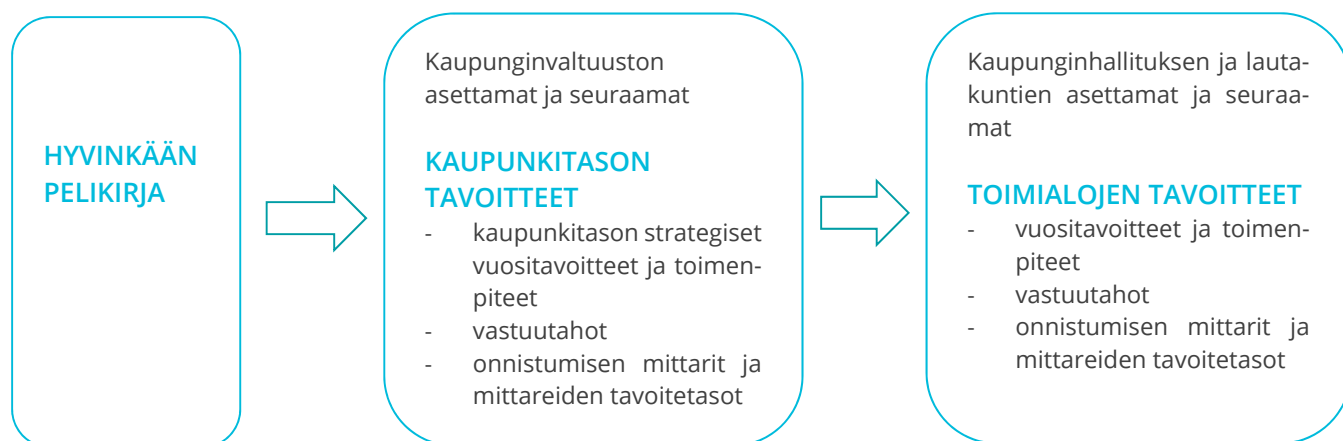 HYVINKÄÄN
PELIKIRJA
Kaupunginvaltuuston
asettamat ja seuraamat
KAUPUNKITASON
TAVOITTEET
- kaupunkitason strategiset
vuositavoitteet ja toimen-
piteet
- vastuutahot
- onnistumisen mittarit ja
mittareiden tavoitetasot
Kaupunginhallituksen ja lauta-
kuntien asettamat ja seuraa-
mat
TOIMIALOJEN TAVOITTEET
- vuositavoitteet ja toimen-
piteet
- vastuutahot
- onnistumisen mittarit ja
mittareiden tavoitetasot